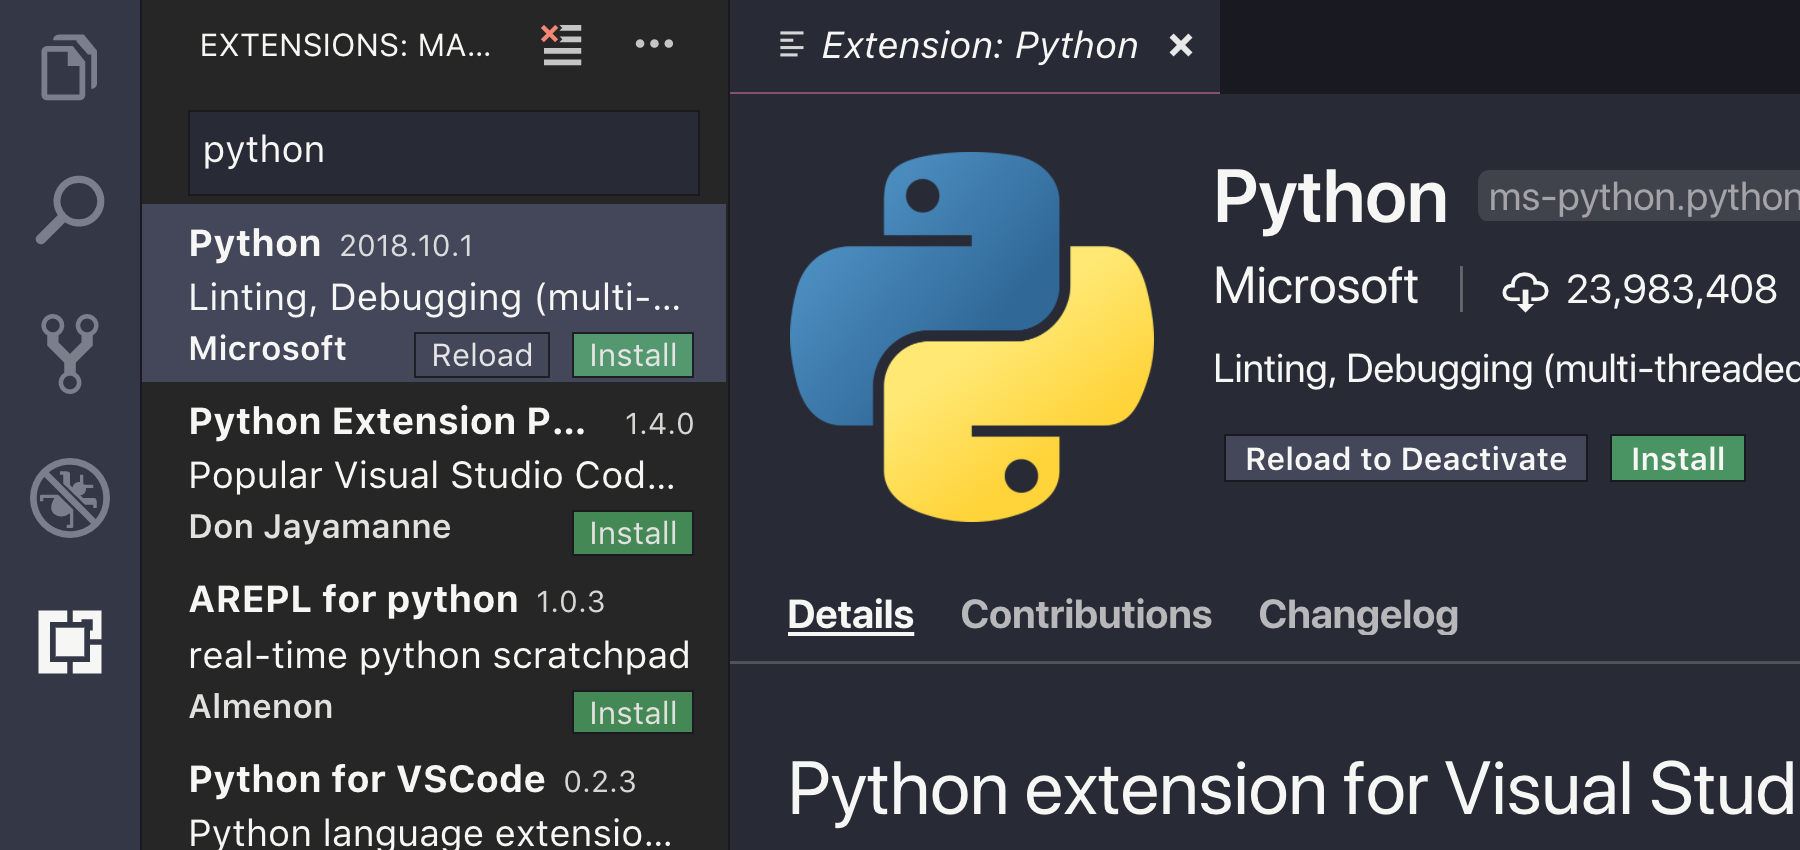 EXTENSIONS: MA...
python
Python 2018.10.1
Linting, Debugging (multi-...
Microsoft Reload Install
Python Extension P... 1.4.0
Popular Visual Studio Cod...
Don Jayamanne Install
AREPL for python 1.0.3
real-time python scratchpad
Almenon Install
Python for VSCode 0.2.3
Python language extensio...
Extension: Python
Python ms-python.python
Microsoft 23,983,408
Linting, Debugging (multi-threaded
Reload to Deactivate Install
Details Contributions Changelog
Python extension for Visual Stud